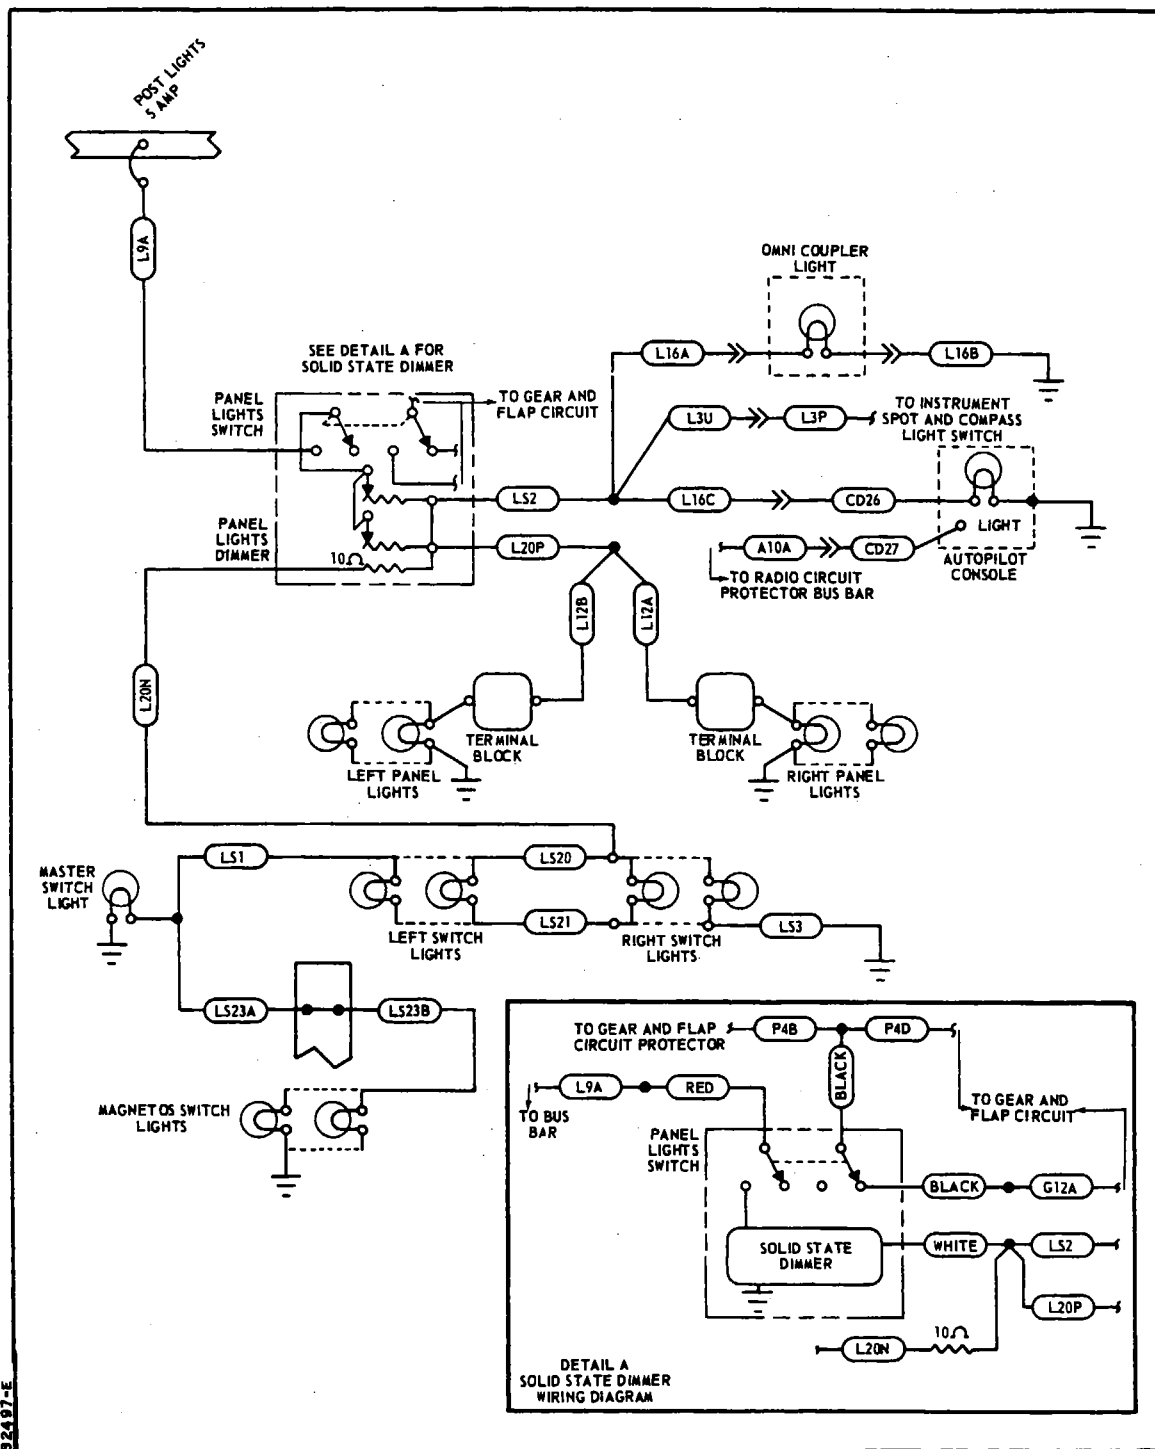 POST LIGHTS
5 AMP
L9A
OMNI COUPLER
LIGHT
L16A
L16B
SEE DETAIL A FOR
SOLID STATE DIMMER
PANEL
LIGHTS
SWITCH
TO GEAR AND
FLAP CIRCUIT
L3U
L3P
TO INSTRUMENT
SPOT AND COMPASS
LIGHT SWITCH
LS2
L16C
CD26
LIGHT
PANEL
LIGHTS
DIMMER
10Ω
L20P
A10A
CD27
AUTOPILOT
CONSOLE
TO RADIO CIRCUIT
PROTECTOR BUS BAR
L12B
L12A
L20N
TERMINAL
BLOCK
TERMINAL
BLOCK
LEFT PANEL
LIGHTS
RIGHT PANEL
LIGHTS
MASTER
SWITCH
LIGHT
LS1
LS20
LS21
LS3
LEFT SWITCH
LIGHTS
RIGHT SWITCH
LIGHTS
LS23A
LS23B
MAGNETOS SWITCH
LIGHTS
TO GEAR AND FLAP
CIRCUIT PROTECTOR
P4B
P4D
BLACK
L9A
RED
TO BUS
BAR
TO GEAR AND
FLAP CIRCUIT
PANEL
LIGHTS
SWITCH
BLACK
G12A
SOLID STATE
DIMMER
WHITE
LS2
L20P
L20N
10Ω
DETAIL A
SOLID STATE DIMMER
WIRING DIAGRAM
B2497-E